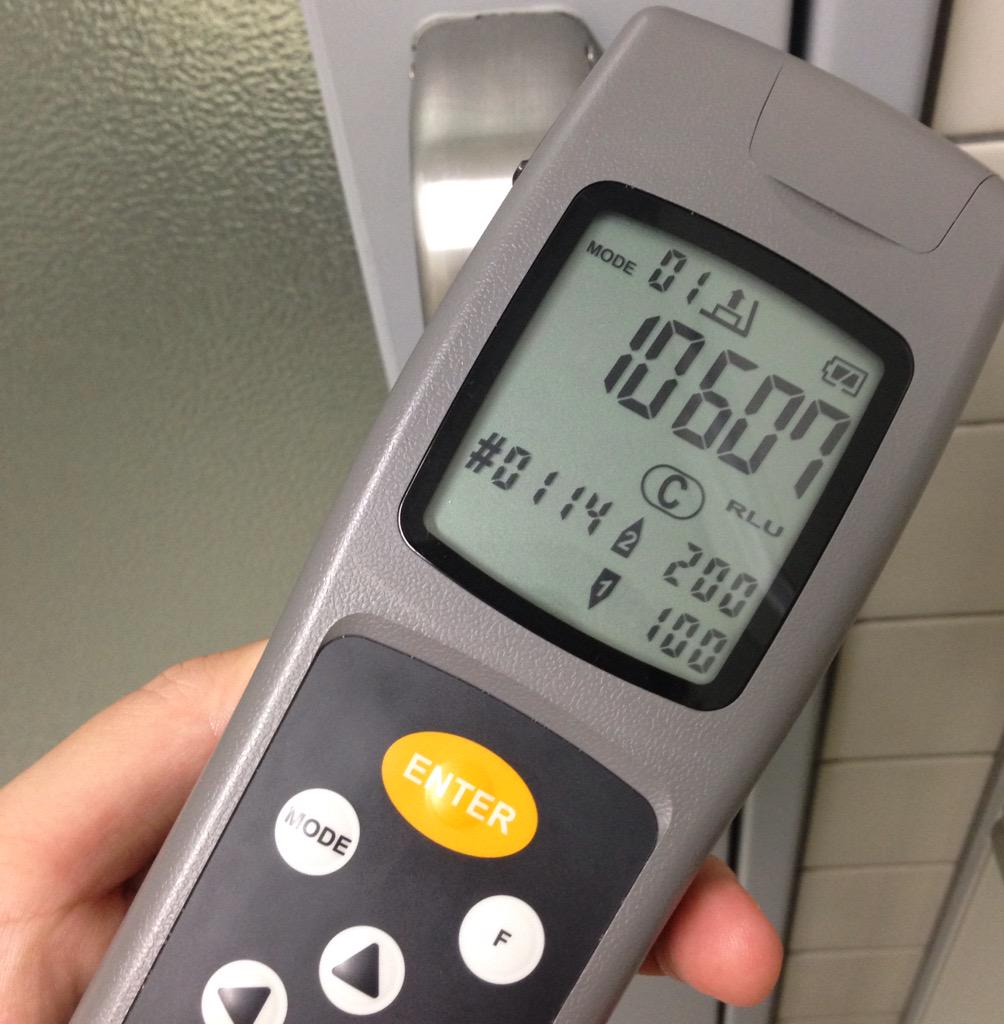 MODE 01
10607
C RLU
#0114 2 200
1 100
ENTER
MODE
F